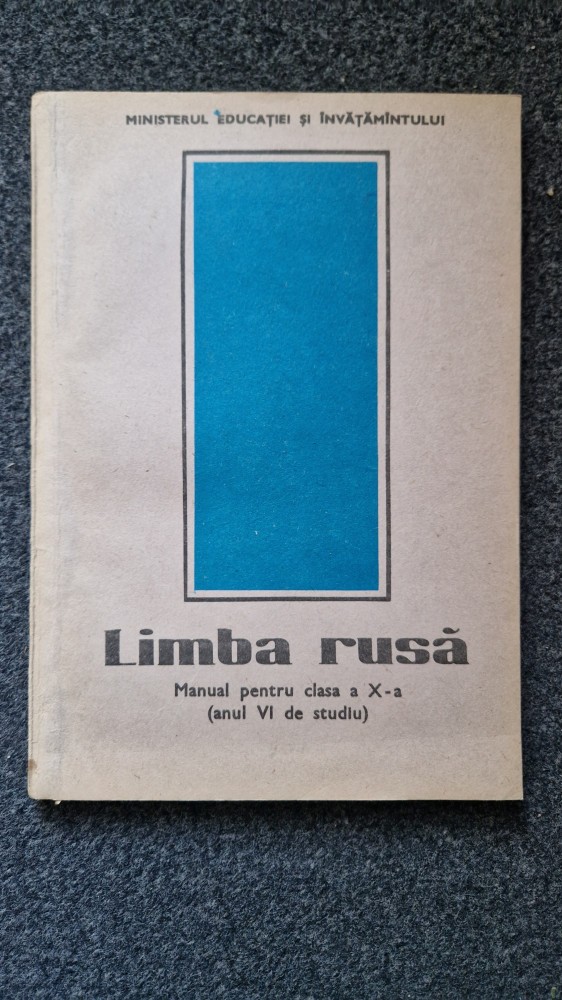 MINISTERUL EDUCAȚIEI ȘI ÎNVĂȚĂMÎNTULUI
Limba rusă
Manual pentru clasa a X-a
(anul VI de studiu)